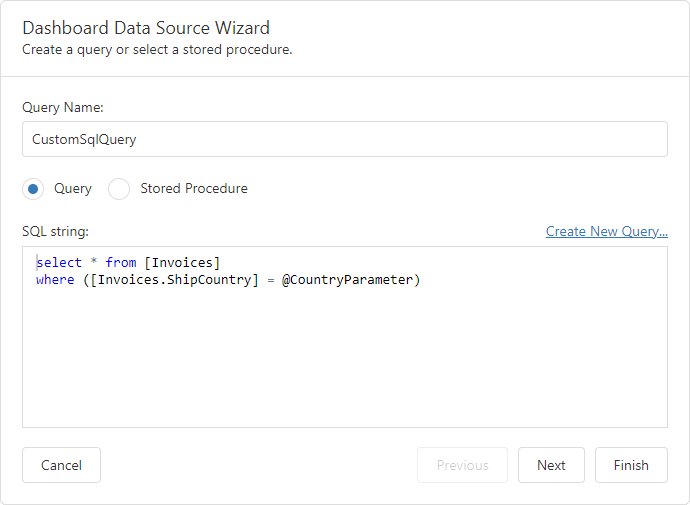 Dashboard Data Source Wizard
Create a query or select a stored procedure.
Query Name:
CustomSqlQuery
Query Stored Procedure
SQL string: Create New Query...
select * from [Invoices]
where ([Invoices.ShipCountry] = @CountryParameter)
Cancel Previous Next Finish